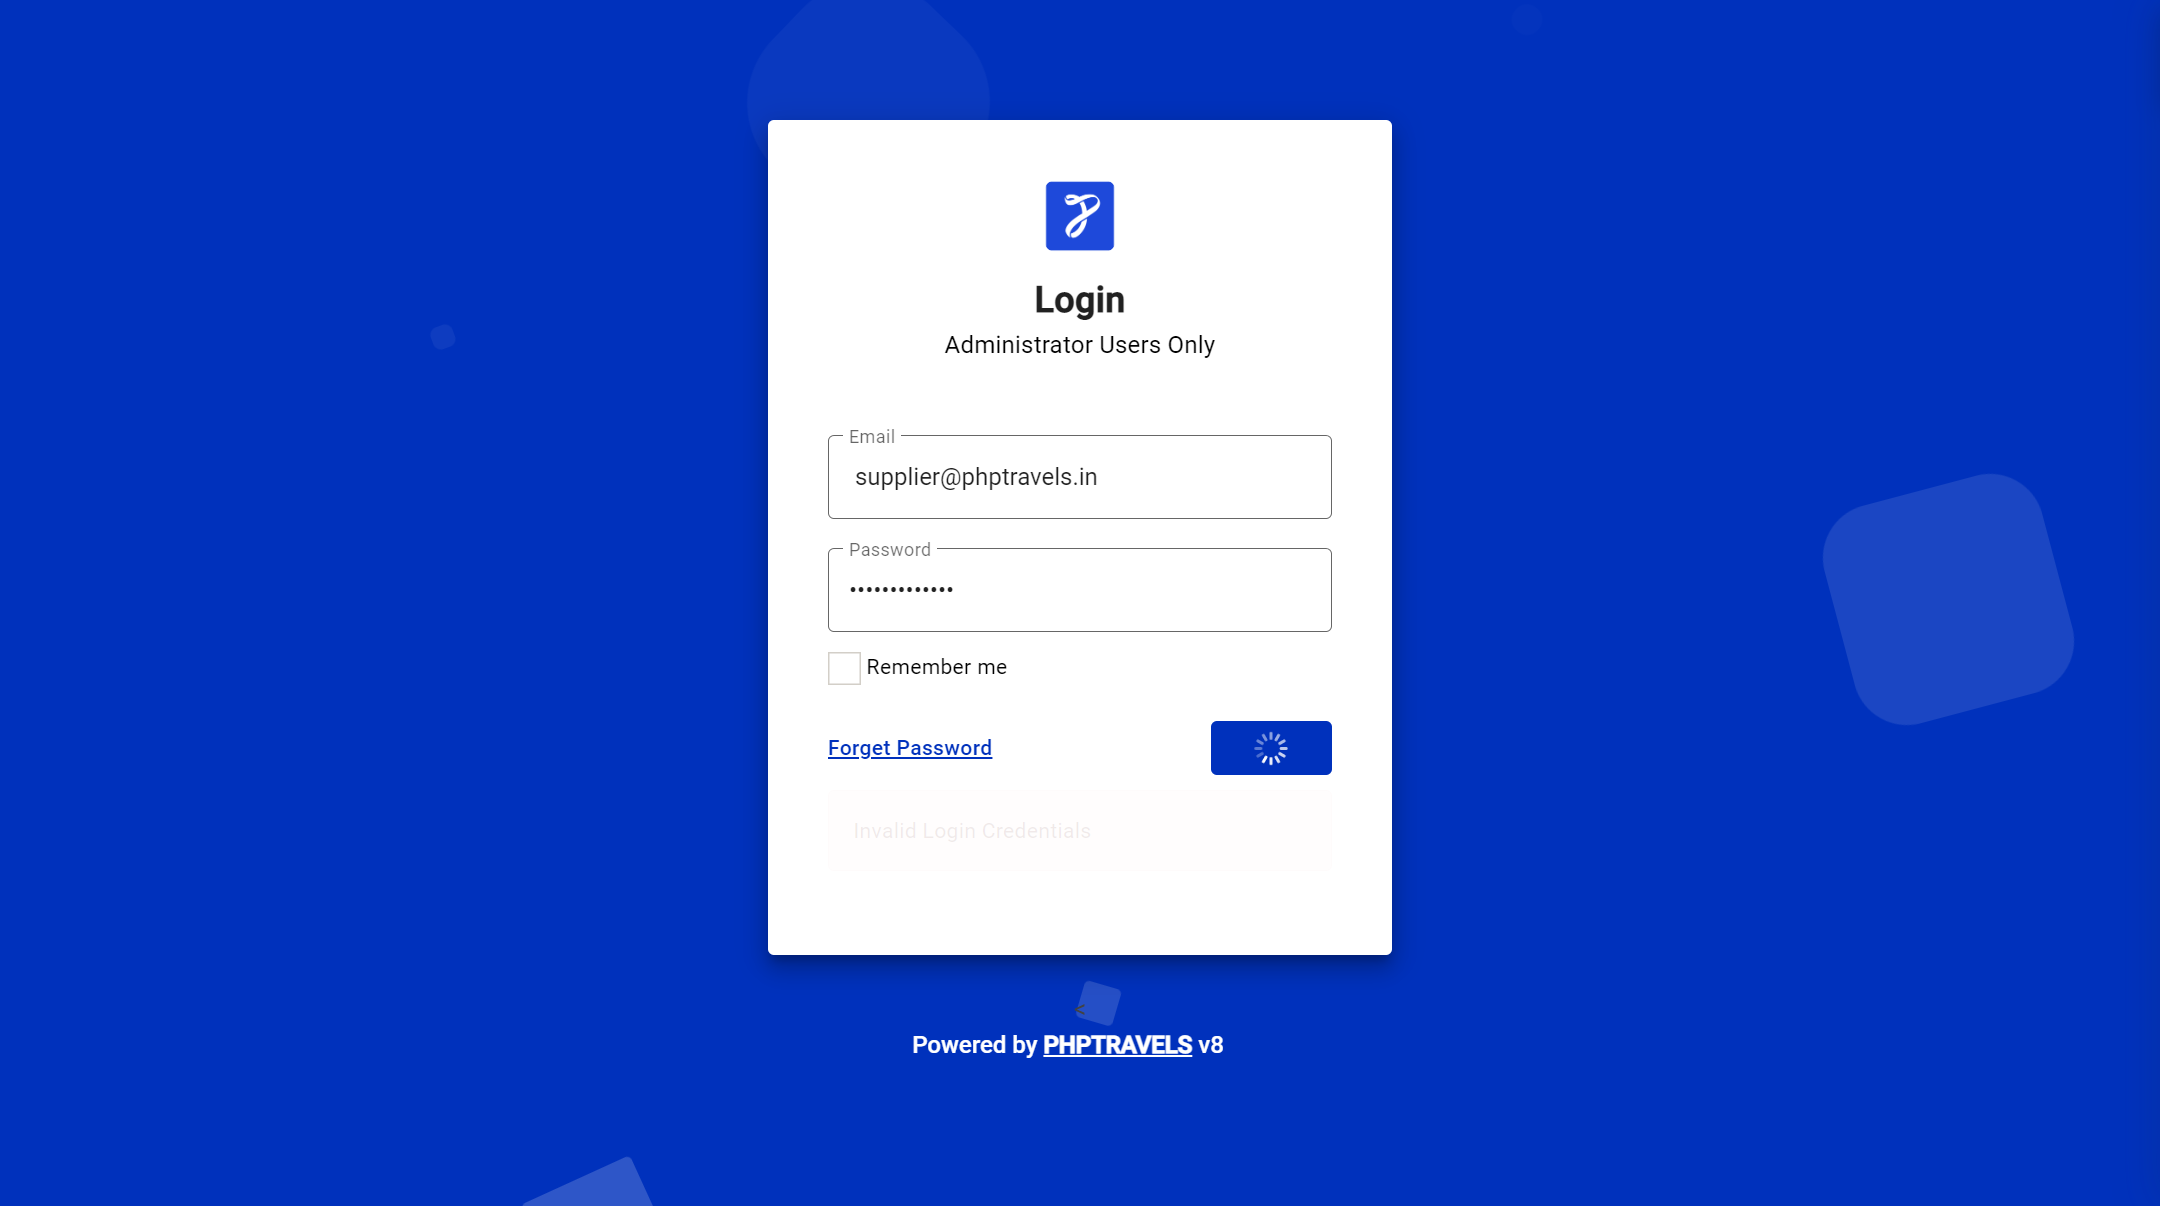 Login
Administrator Users Only
Email
supplier@phptravels.in
Password
•••••••••••••
Remember me
Forget Password
Invalid Login Credentials
<
Powered by PHPTRAVELS v8